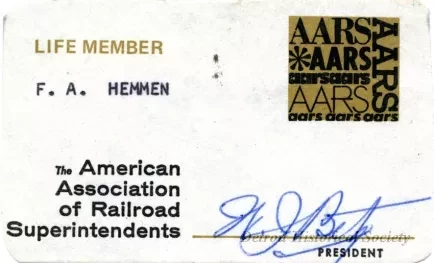 LIFE MEMBER
F. A. HEMMEN
AARS
AARS
*AARS
aarsaars
AARS
aars aars aars
The American
Association
of Railroad
Superintendents
Detroit Historical Society
PRESIDENT